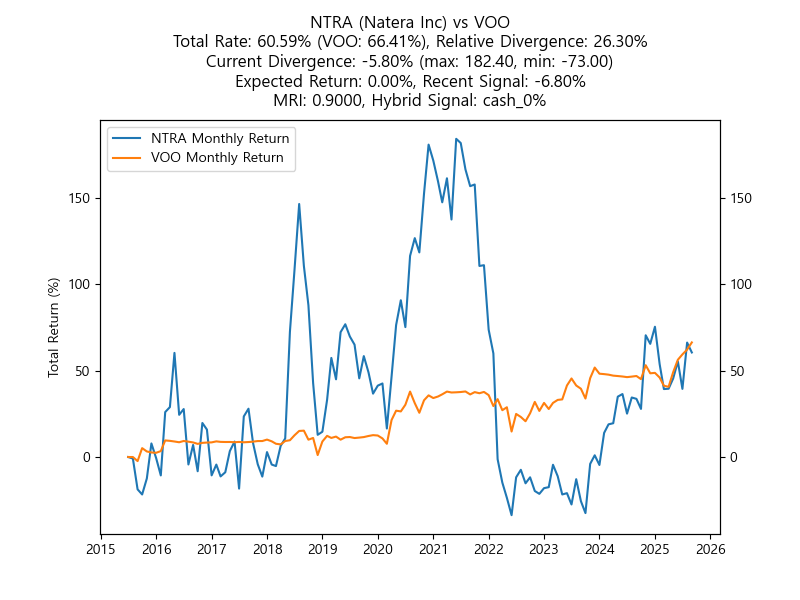 NTRA (Natera Inc) vs VOO
Total Rate: 60.59% (VOO: 66.41%), Relative Divergence: 26.30%
Current Divergence: -5.80% (max: 182.40, min: -73.00)
Expected Return: 0.00%, Recent Signal: -6.80%
MRI: 0.9000, Hybrid Signal: cash_0%
NTRA Monthly Return
VOO Monthly Return
Total Return (%)
150
100
50
0
150
100
50
0
2015 2016 2017 2018 2019 2020 2021 2022 2023 2024 2025 2026